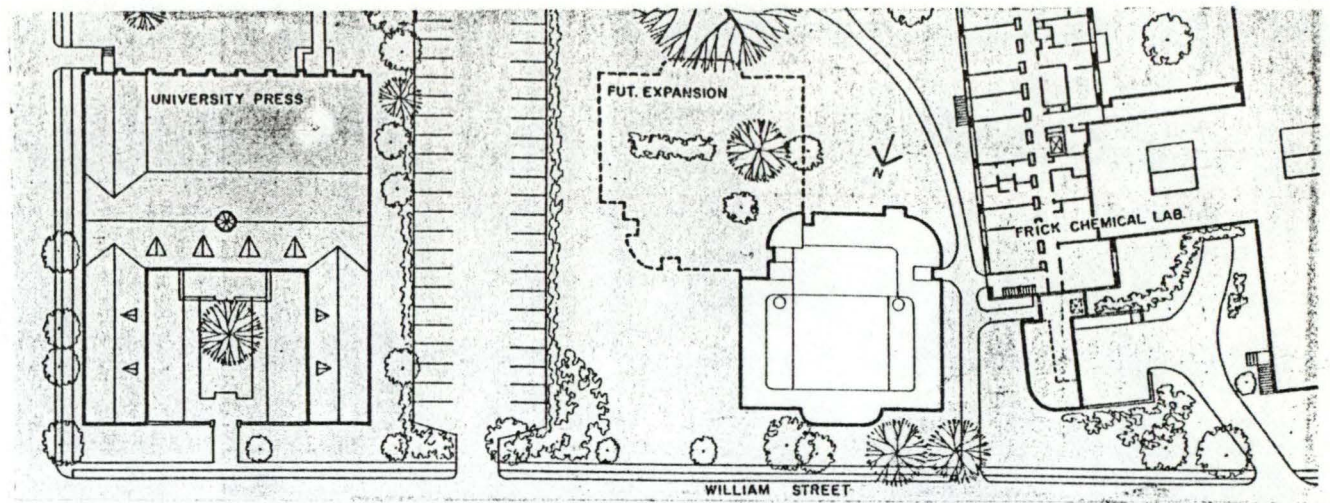 UNIVERSITY PRESS
FUT. EXPANSION
N
FRICK CHEMICAL LAB.
WILLIAM STREET